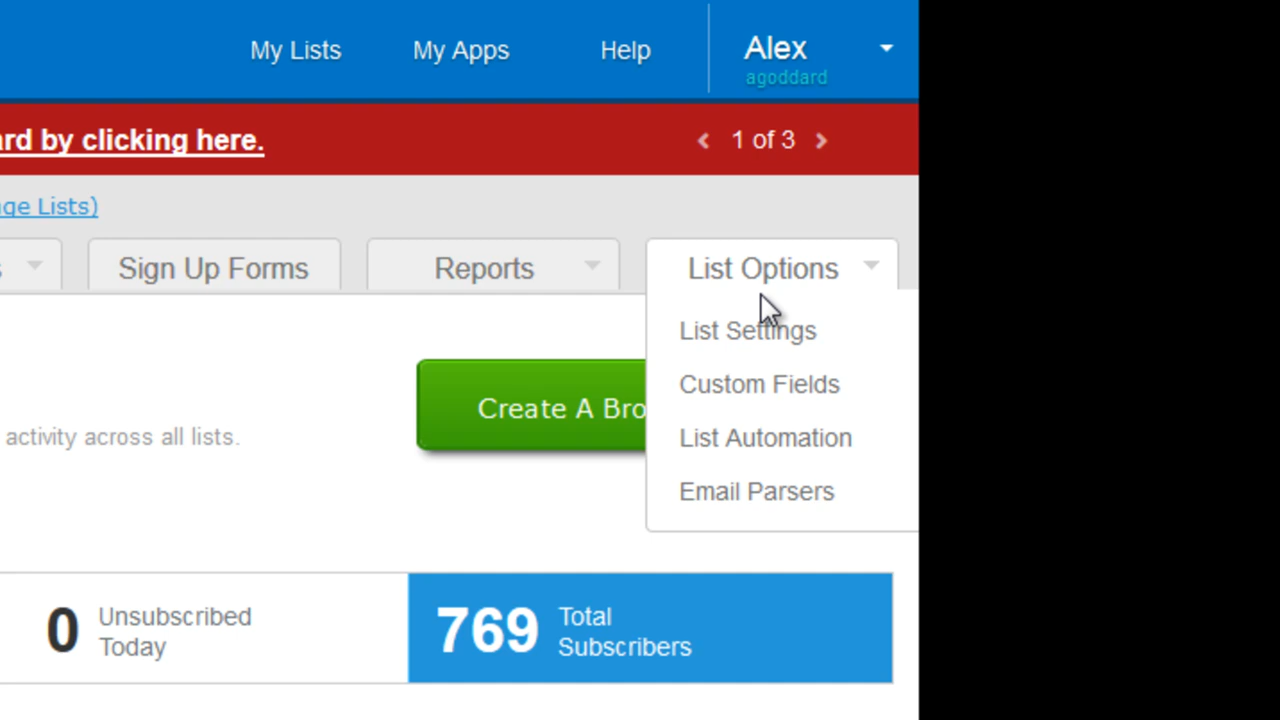 My Lists My Apps Help Alex
agoddard
ard by clicking here. 1 of 3
ge Lists)
Sign Up Forms Reports List Options
List Settings
Custom Fields
Create A Bro
activity across all lists. List Automation
Email Parsers
0 Unsubscribed Today 769 Total Subscribers